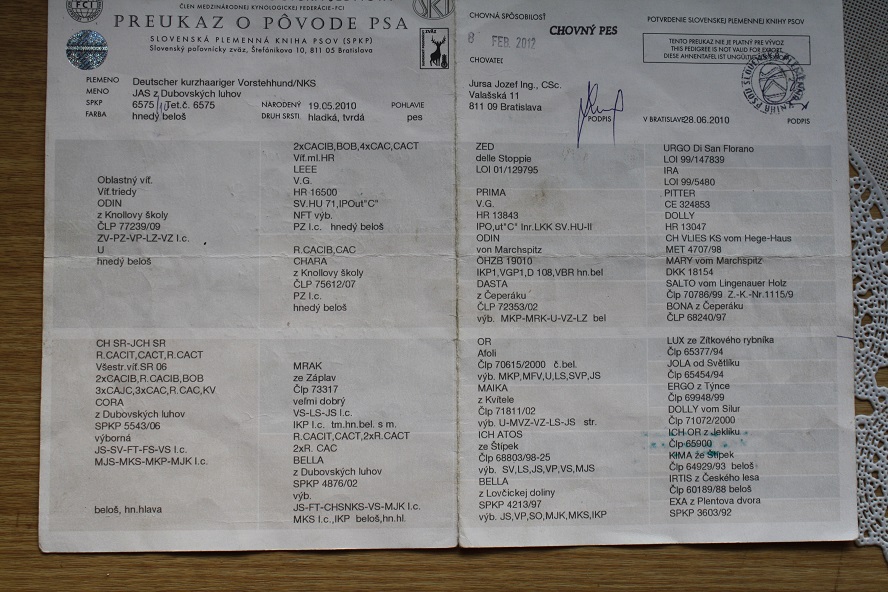 FCI
ČLEN MEDZINÁRODNEJ KYNOLOGICKEJ FEDERÁCIE-FCI
PREUKAZ O PÔVODE PSA
SLOVENSKÁ PLEMENNÁ KNIHA PSOV (SPKP)
Slovenský poľovnícky zväz, Štefánikova 10, 811 05 Bratislava
PLEMENO Deutscher kurzhaariger Vorstehhund/NKS
MENO JAS z Dubovských luhov
SPKP 6575 Tet.č. 6575 NARODENÝ 19.05.2010 POHLAVIE
FARBA hnedý beloš DRUH SRSTI hladká, tvrdá pes
CHOVNÁ SPÔSOBILOSŤ
8 FEB. 2012 CHOVNÝ PES
CHOVATEĽ
Jursa Jozef Ing., CSc.
Valašská 11
811 09 Bratislava
PODPIS
POTVRDENIE SLOVENSKEJ PLEMENNEJ KNIHY PSOV
TENTO PREUKAZ NIE JE PLATNÝ PRE VÝVOZ
THIS PEDIGREE IS NOT VALID FOR EXPORT
DIESE AHNENTAFEL IST UNGÜLTIG
V BRATISLAVE 28.06.2010 PODPIS
Oblastný víť.
Víť.triedy
ODIN
z Knollovy školy
ČLP 77239/09
ZV-PZ-VP-LZ-VZ I.c.
U
hnedý beloš
CH SR-JCH SR
R.CACIT,CACT,R.CACT
Všestr.víť.SR 06
2xCACIB,R.CACIB,BOB
3xCAJC,3xCAC,R.CAC,KV
CORA
z Dubovských luhov
SPKP 5543/06
výborná
JS-SV-FT-FS-VS I.c.
MJS-MKS-MKP-MJK I.c.
beloš, hn.hlava
2xCACIB,BOB,4xCAC,CACT
Víť.ml.HR
LEEE
V.G.
HR 16500
SV.HU 71,IPOut"C"
NFT výb.
PZ I.c. hnedý beloš
R.CACIB,CAC
CHARA
z Knollovy školy
ČLP 75612/07
PZ I.c.
hnedý beloš
MRAK
ze Záplav
Člp 73317
veľmi dobrý
VS-LS-JS I.c.
IKP I.c. tm.hn.bel. s m.
R.CACIT,CACT,2xR.CACT
2xR. CAC
BELLA
z Dubovských luhov
SPKP 4876/02
výb.
JS-FT-CHSNKS-VS-MJK I.c.
MKS I.c.,IKP beloš,hn.hl.
ZED
delle Stoppie
LOI 01/129795
PRIMA
V.G.
HR 13843
IPO,ut"C" Inr.LKK SV.HU-II
ODIN
von Marchspitz
ÖHZB 19010
IKP1,VGP1,D 108,VBR hn.bel
DASTA
z Čeperáku
ČLP 72353/02
výb. MKP-MRK-U-VZ-LZ bel
OR
Afoli
Člp 70615/2000 č.bel.
výb. MKP,MFV,U,LS,SVP,JS
MAIKA
z Kvítele
Člp 71811/02
výb. U-MVZ-VZ-LS-JS str.
ICH ATOS
ze Štípek
Člp 68803/98-25
výb. SV,LS,JS,VP,VS,MJS
BELLA
z Lovčickej doliny
SPKP 4213/97
výb. JS,VP,SO,MJK,MKS,IKP
URGO Di San Florano
LOI 99/147839
IRA
LOI 99/5480
PITTER
CE 324853
DOLLY
HR 13047
CH VLIES KS vom Hege-Haus
MET 4707/98
MARY vom Marchspitz
DKK 18154
SALTO vom Lingenauer Holz
Člp 70786/99 Z.-K.-Nr.1115/9
BONA z Čeperáku
ČLP 68240/97
LUX ze Zítkového rybníka
Člp 65377/94
JOLA od Světlíku
Člp 65454/94
ERGO z Týnce
Člp 69948/99
DOLLY vom Silur
Člp 71072/2000
ICH OR z Jeklíku
Člp 65900
KIMA ze Štípek
Člp 64929/93 beloš
IRTIS z Českého lesa
Člp 60189/88 beloš
EXA z Plentova dvora
SPKP 3603/92